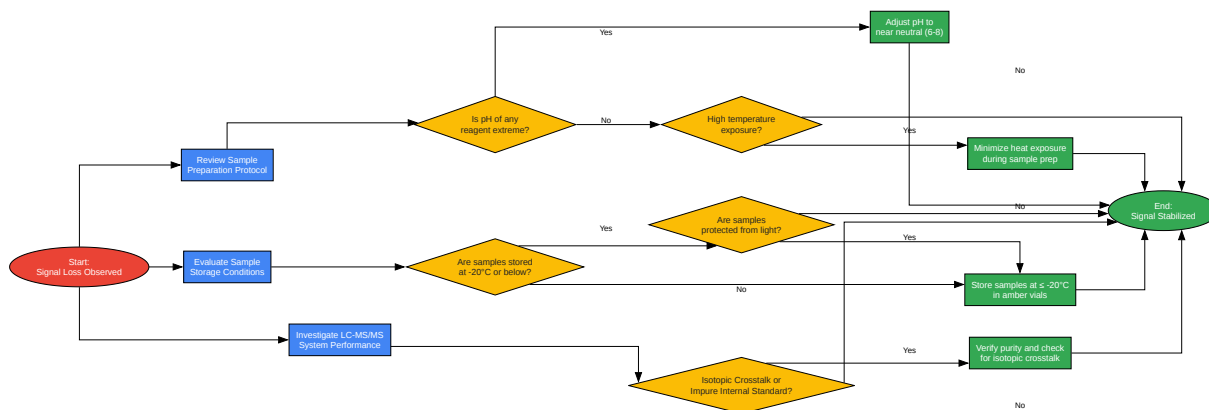 Yes
Adjust pH to
near neutral (6-8)
No
Is pH of any
reagent extreme?
No
High temperature
exposure?
Yes
Minimize heat exposure
during sample prep
Review Sample
Preparation Protocol
Are samples
protected from light?
No
End:
Signal Stabilized
Yes
Yes
Start:
Signal Loss Observed
Evaluate Sample
Storage Conditions
Are samples stored
at -20°C or below?
No
Store samples at ≤ -20°C
in amber vials
Investigate LC-MS/MS
System Performance
Yes
Verify purity and check
for isotopic crosstalk
Isotopic Crosstalk or
Impure Internal Standard?
No